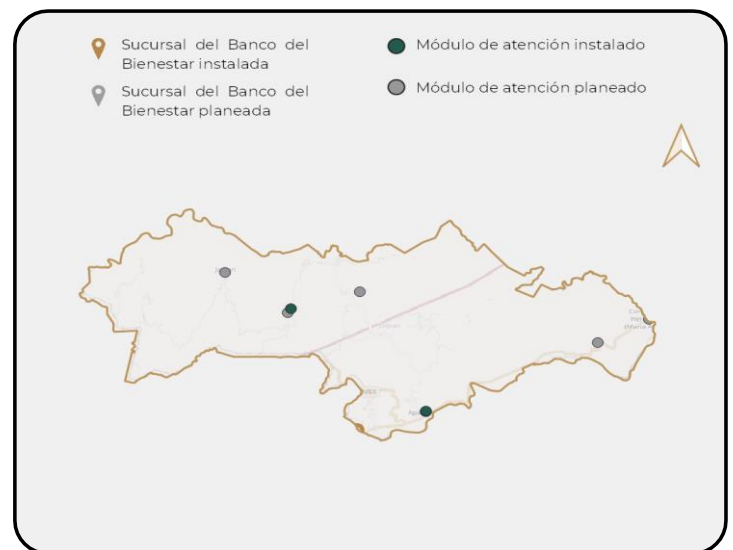 Sucursal del Banco del
Bienestar instalada
Sucursal del Banco del
Bienestar planeada
Módulo de atención instalado
Módulo de atención planeado